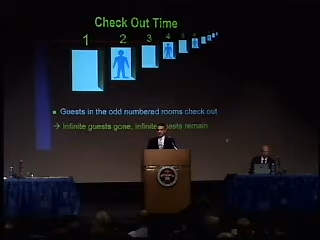 Check Out Time
1 2 3 4
Guests in the odd numbered rooms check out
→ Infinite guests gone, infinite guests remain